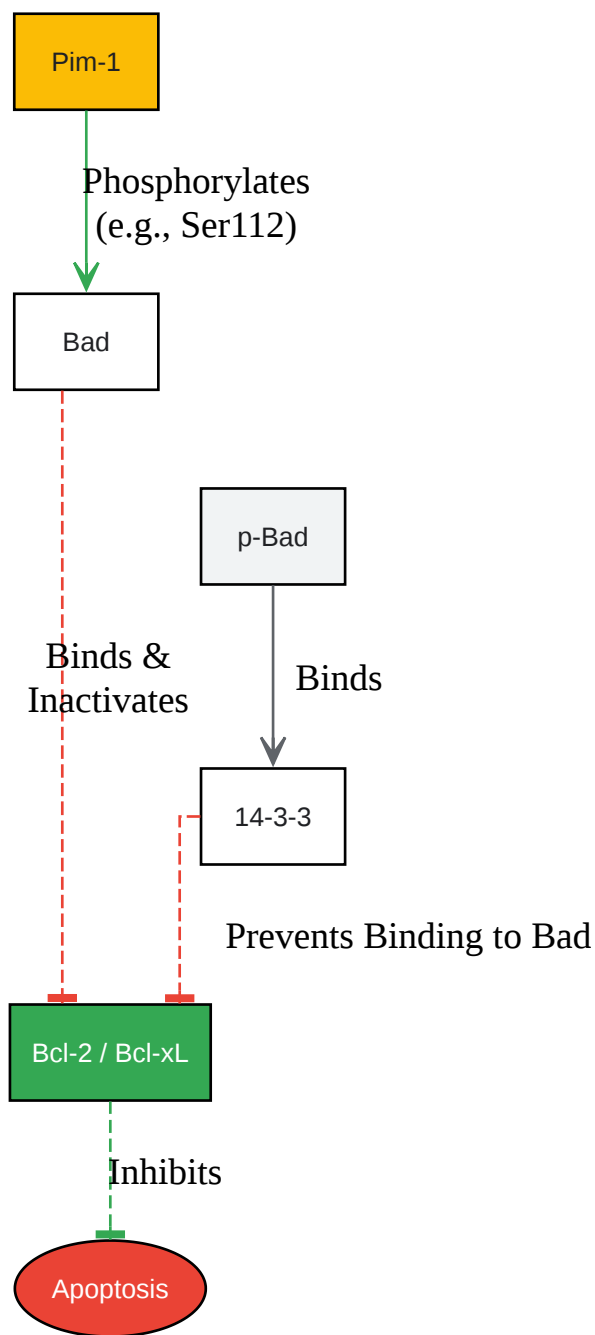 Pim-1
Phosphorylates
(e.g., Ser112)
Bad
p-Bad
Binds &
Inactivates
Binds
14-3-3
Prevents Binding to Bad
Bcl-2 / Bcl-xL
Inhibits
Apoptosis